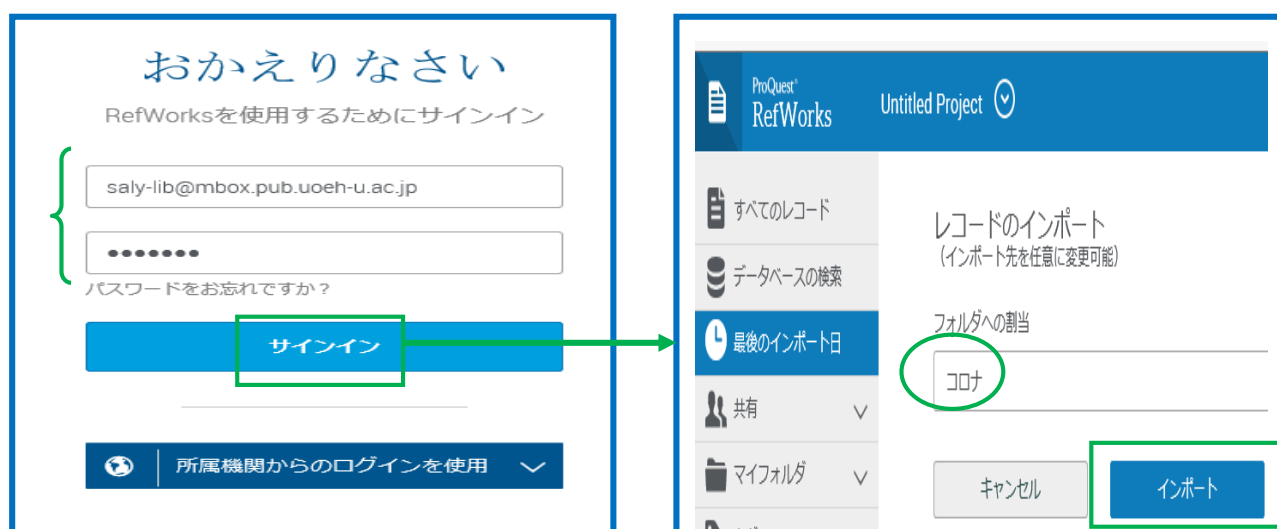 おかえりなさい
RefWorksを使用するためにサインイン
saly-lib@mbox.pub.uoeh-u.ac.jp
•••••••
パスワードをお忘れですか？
サインイン
所属機関からのログインを使用
ProQuest®
RefWorks
Untitled Project
すべてのレコード
データベースの検索
最後のインポート日
共有
マイフォルダ
レコードのインポート
（インポート先を任意に変更可能）
フォルダへの割当
コロナ
キャンセル
インポート